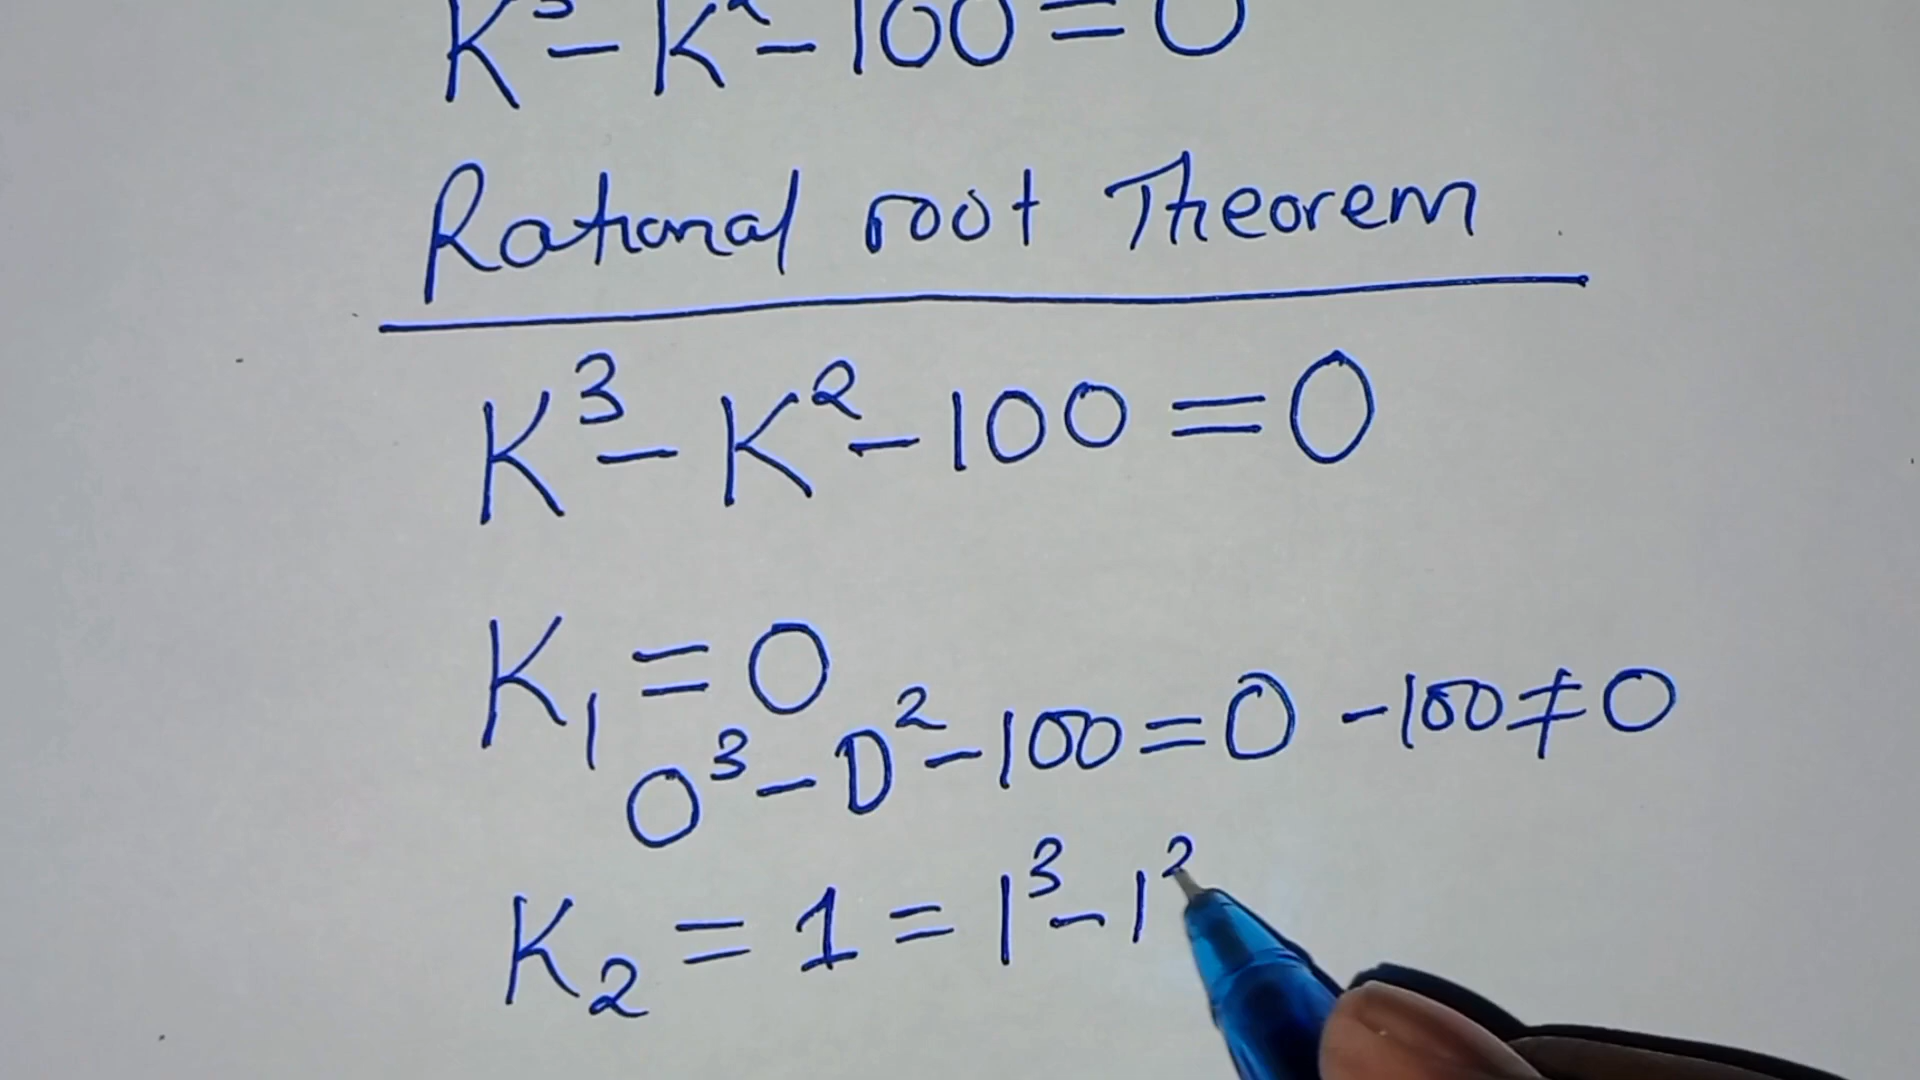 K³ - K² - 100 = 0
Rational root Theorem
K³ - K² - 100 = 0
K₁ = 0
0³ - 0² - 100 = 0 - 100 ≠ 0
K₂ = 1 = 1³ - 1²